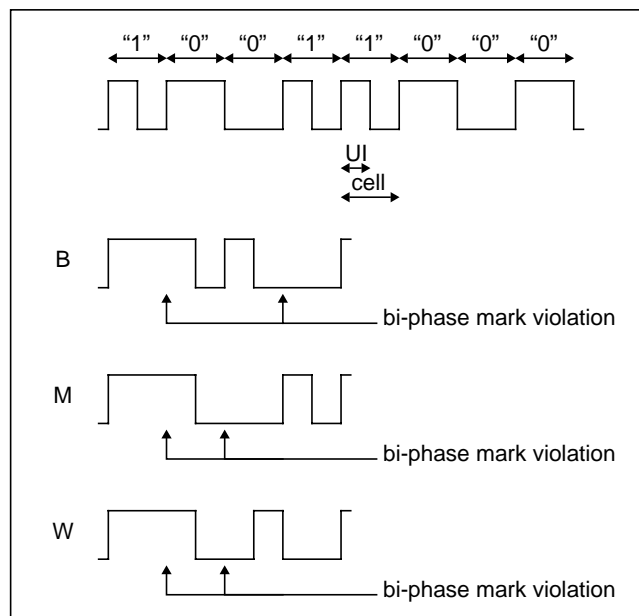 “1” “0” “0” “1” “1” “0” “0” “0”
UI
cell
B
bi-phase mark violation
M
bi-phase mark violation
W
bi-phase mark violation